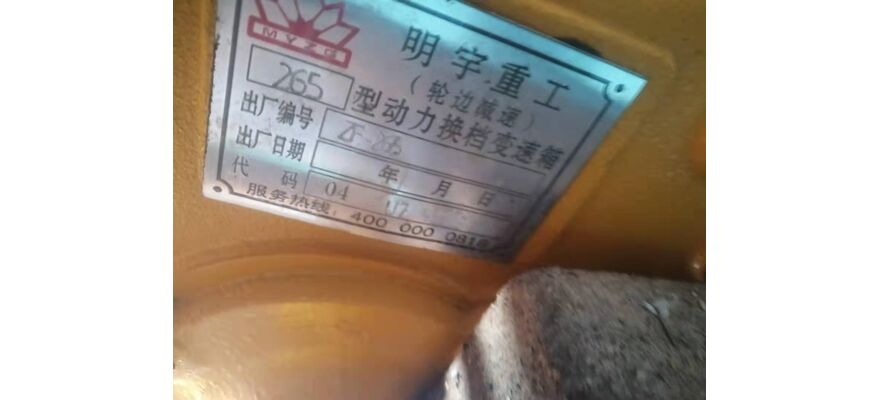 MYZG
明宇重工
(轮边减速)
265 型动力换档变速箱
出厂编号
出厂日期 年 月 日
代码 04
服务热线: 400 000 0818